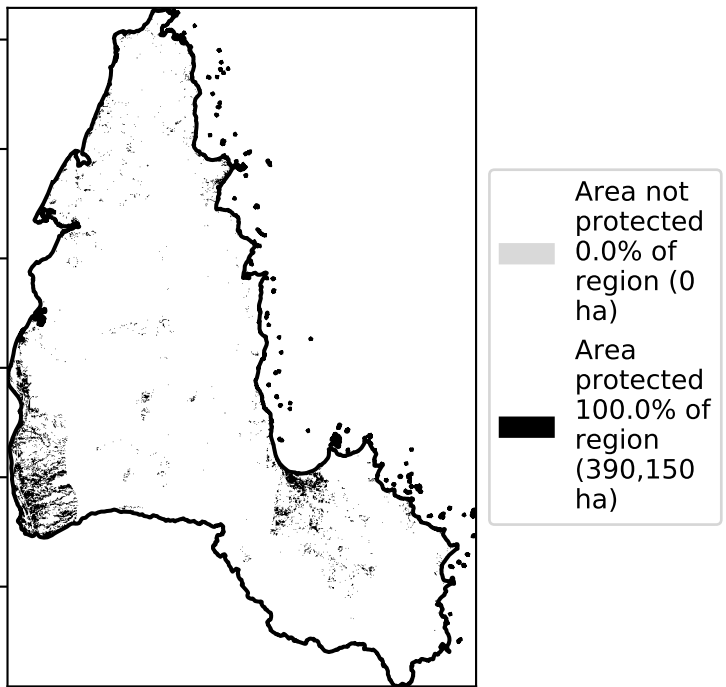 Area not
protected
0.0% of
region (0
ha)
Area
protected
100.0% of
region
(390,150
ha)